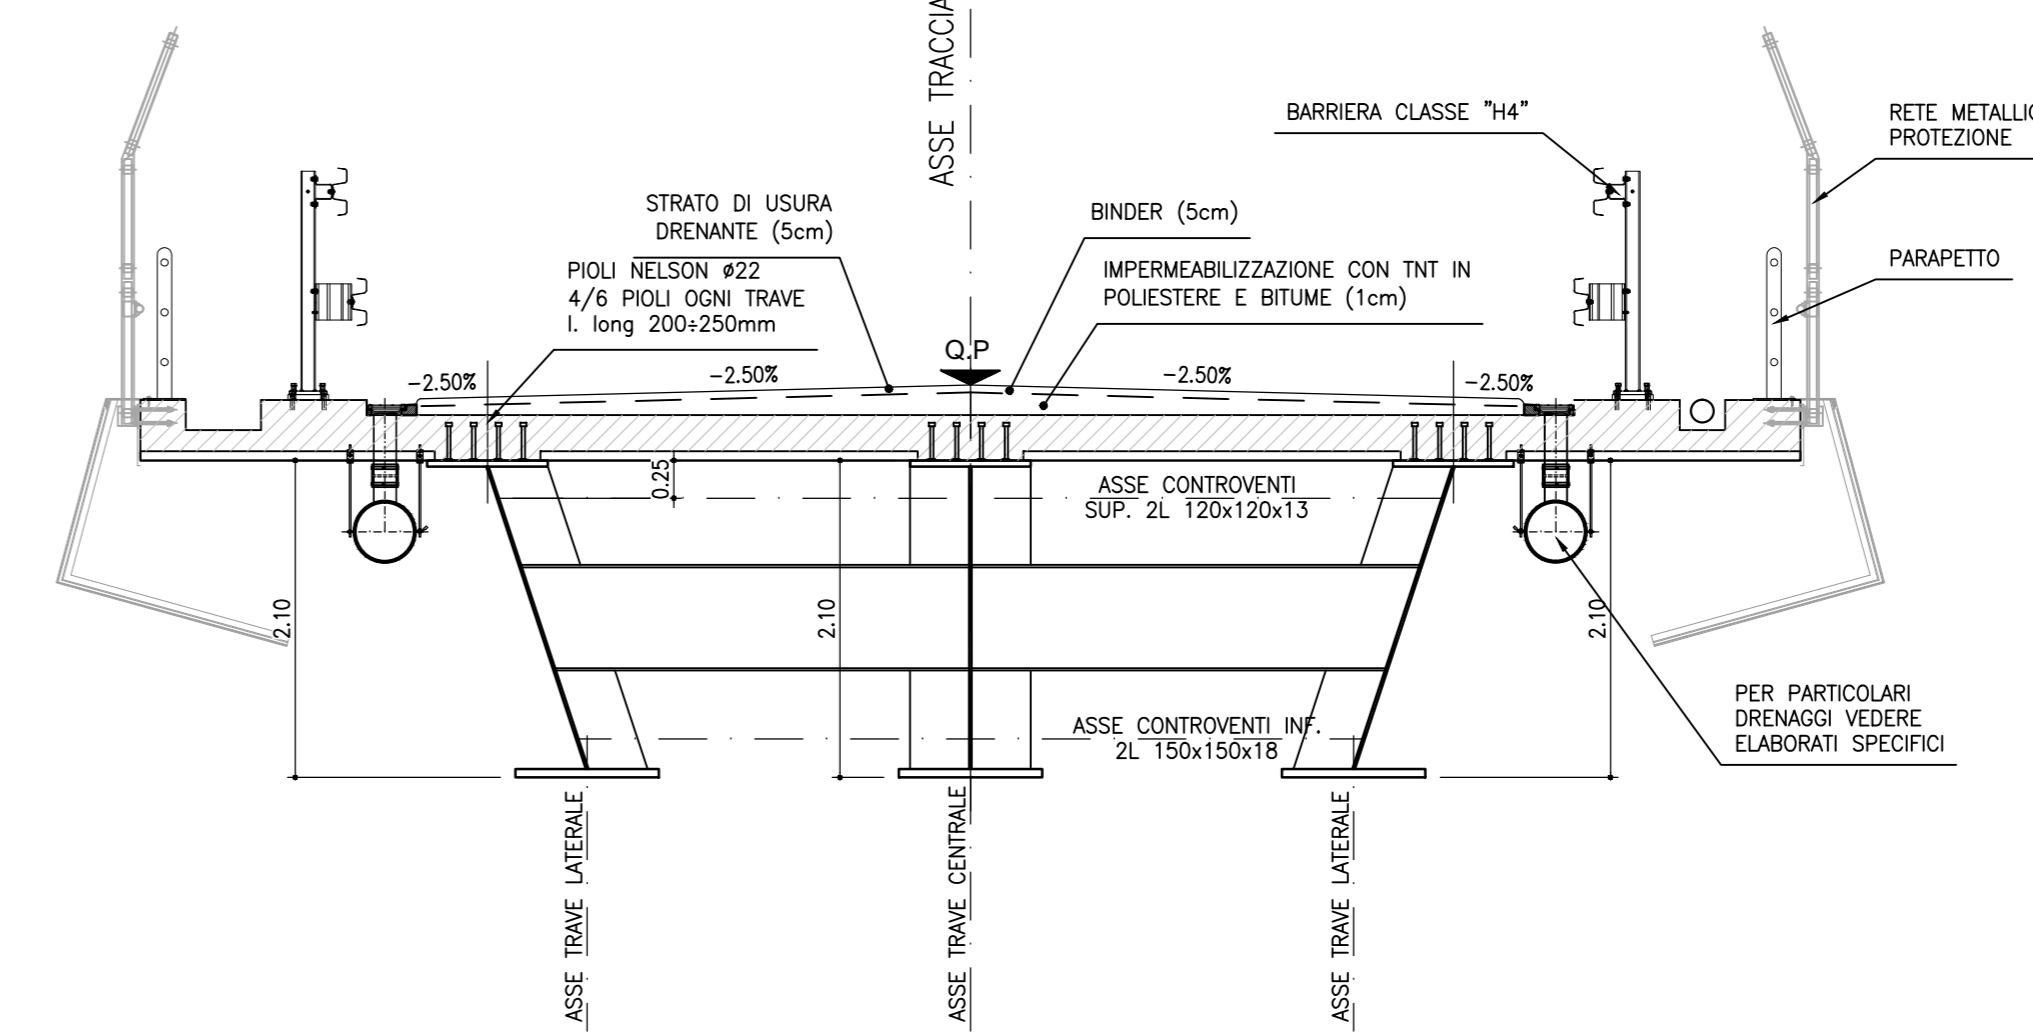 ASSE TRACCIA
BARRIERA CLASSE "H4"
RETE METALLIC
PROTEZIONE
STRATO DI USURA
DRENANTE (5cm)
BINDER (5cm)
PIOLI NELSON ø22
4/6 PIOLI OGNI TRAVE
l. long 200÷250mm
IMPERMEABILIZZAZIONE CON TNT IN
POLIESTERE E BITUME (1cm)
PARAPETTO
Q.P
-2.50%
-2.50%
-2.50%
-2.50%
0.25
ASSE CONTROVENTI
SUP. 2L 120x120x13
2.10
2.10
2.10
ASSE CONTROVENTI INF.
2L 150x150x18
PER PARTICOLARI
DRENAGGI VEDERE
ELABORATI SPECIFICI
ASSE TRAVE LATERALE
ASSE TRAVE CENTRALE
ASSE TRAVE LATERALE